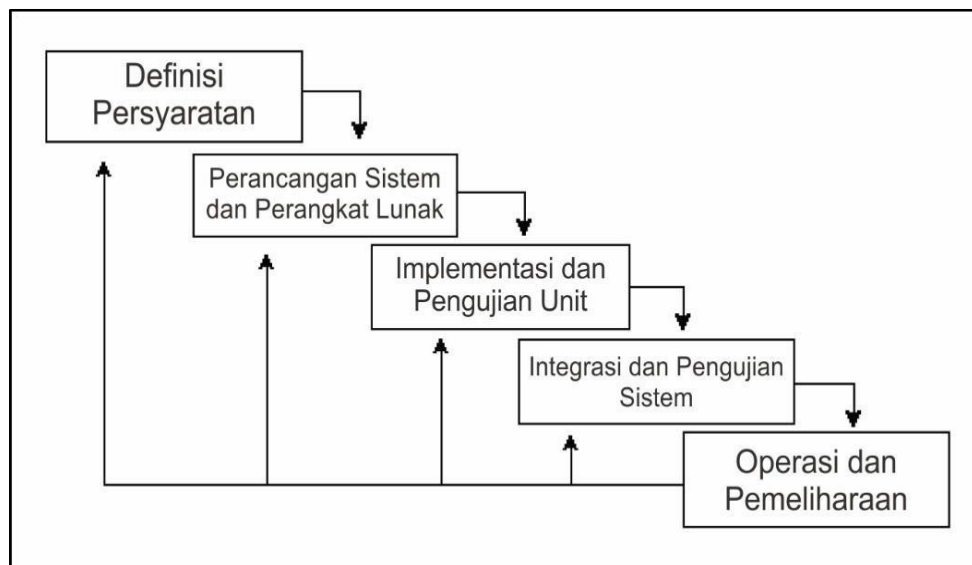 Definisi
Persyaratan
Perancangan Sistem
dan Perangkat Lunak
Implementasi dan
Pengujian Unit
Integrasi dan Pengujian
Sistem
Operasi dan
Pemeliharaan